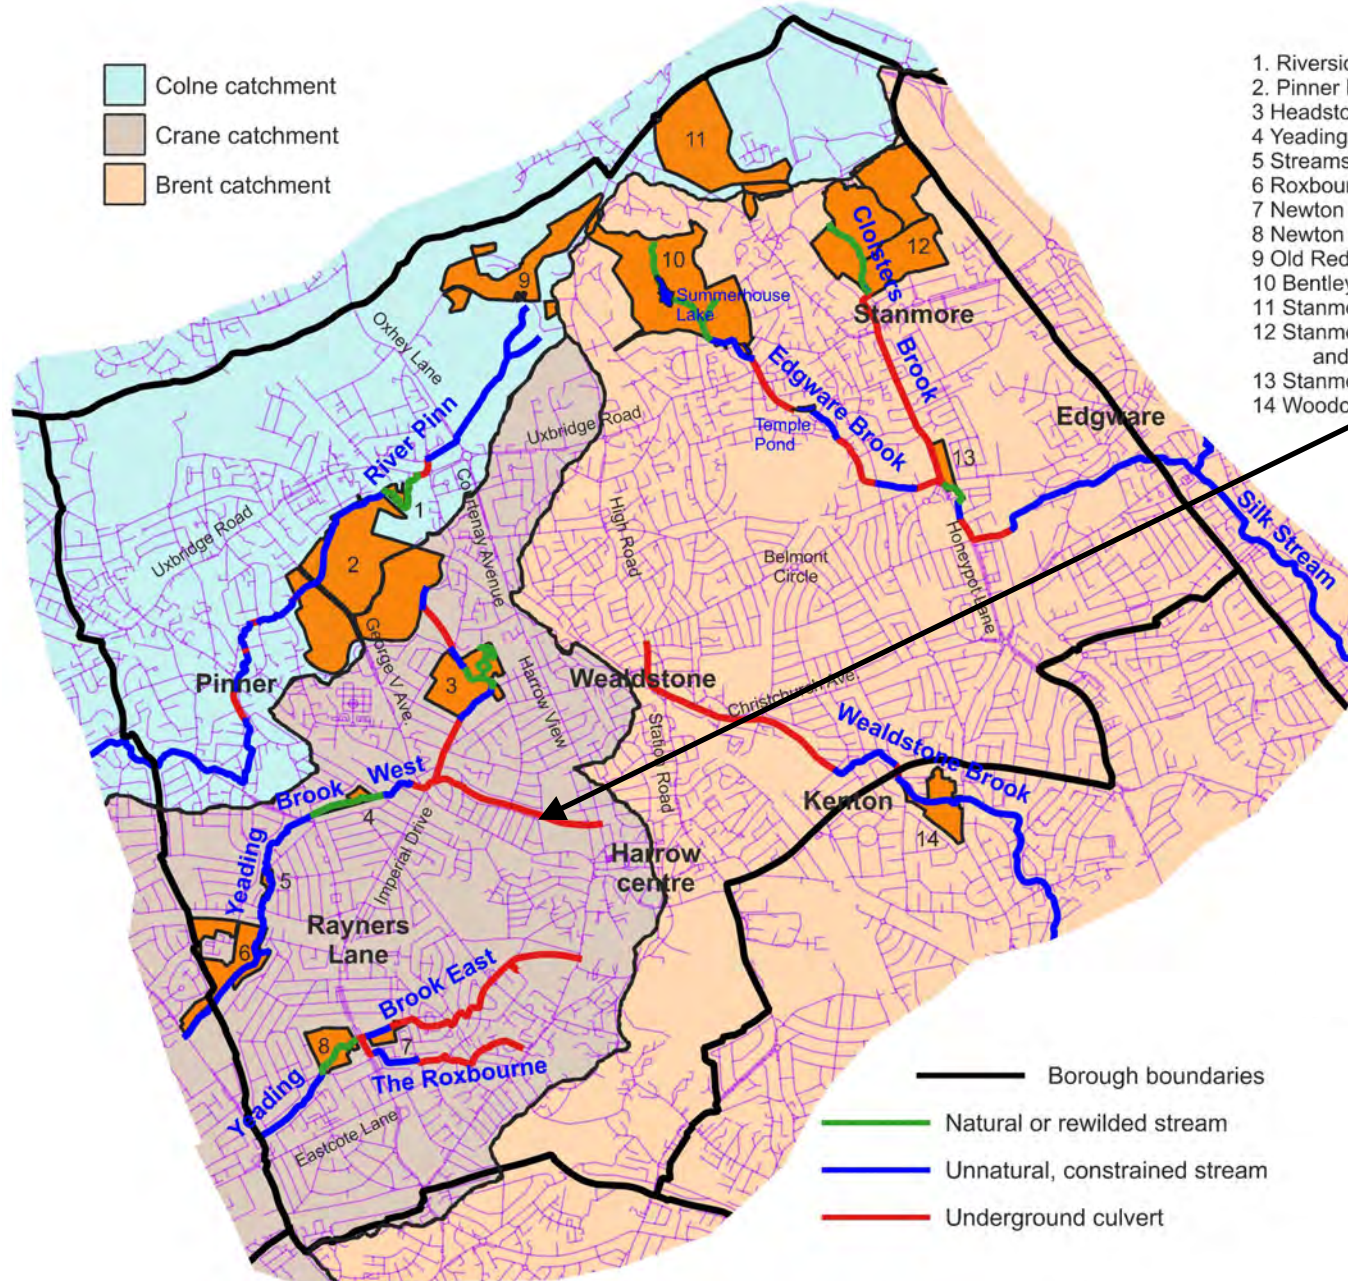 Colne catchment
Crane catchment
Brent catchment
1. Riversid
2. Pinner
3 Headsto
4 Yeading
5 Streams
6 Roxbour
7 Newton
8 Newton
9 Old Red
10 Bentley
11 Stanmo
12 Stanmo
and
13 Stanmo
14 Woodc
11
Cloisters
12
10
Summerhouse
Lake
9
Oxhey Lane
Stanmore
Brook
Edgware Brook
Edgware
River Pinn
Uxbridge Road
Temple
Pond
13
Courtenay Avenue
1
High Road
Silk Stream
Uxbridge Road
Belmont
Circle
Honeypot Lane
2
George V Ave.
Pinner
3
Harrow View
Wealdstone
Christchurch Ave.
Station Road
Wealdstone Brook
Brook West
4
Kenton
14
Imperial Drive
Harrow
centre
Yeading
5
Rayners
Lane
6
Brook East
8
7
The Roxbourne
Yeading
Eastcote Lane
Borough boundaries
Natural or rewilded stream
Unnatural, constrained stream
Underground culvert